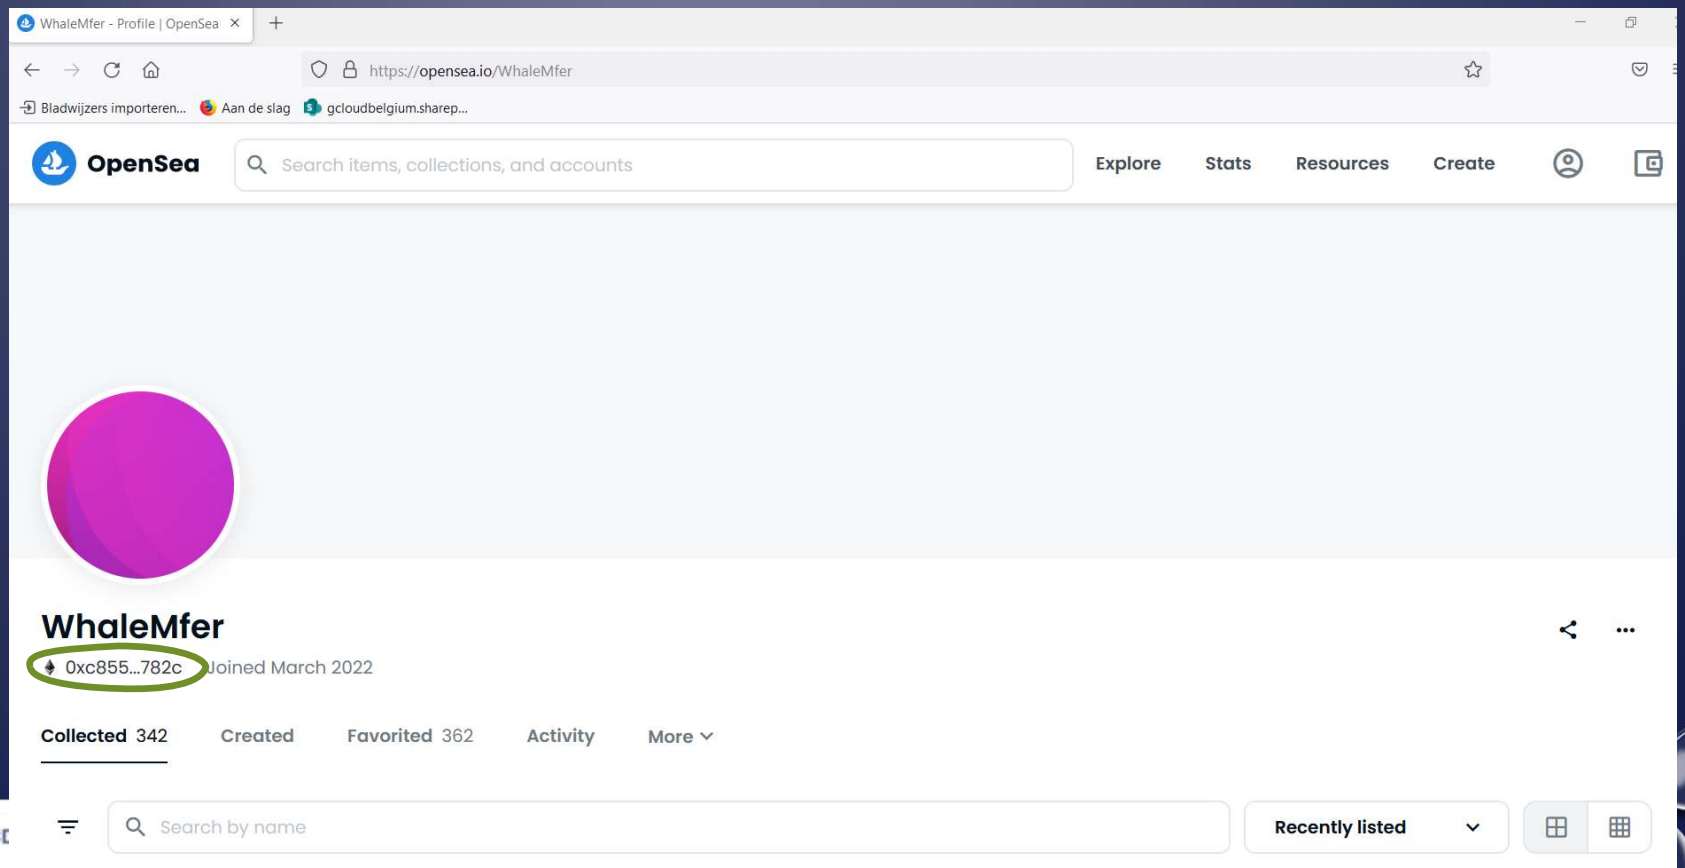 WhaleMfer - Profile | OpenSea
https://opensea.io/WhaleMfer
Bladwijzers importeren... Aan de slag gcloudbelgium.sharep...
OpenSea Search items, collections, and accounts Explore Stats Resources Create
WhaleMfer
0xc855...782c Joined March 2022
Collected 342 Created Favorited 362 Activity More
Search by name Recently listed